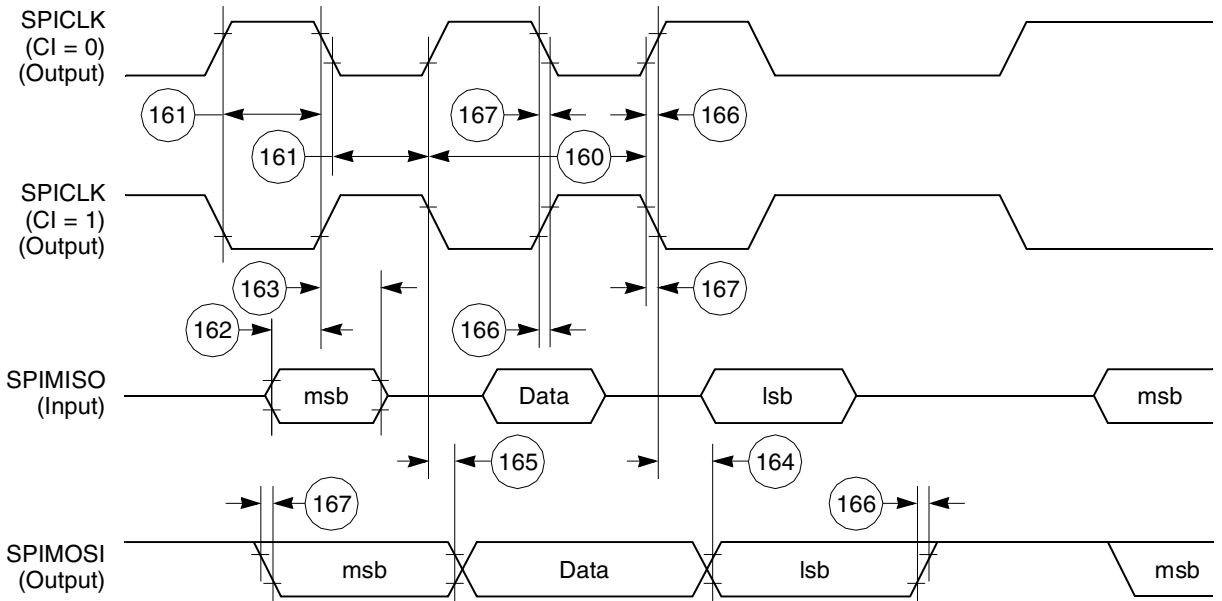 SPICLK
(CI = 0)
(Output)
161
167
166
161
160
SPICLK
(CI = 1)
(Output)
163
167
162
166
SPIMISO
(Input)
msb
Data
lsb
msb
165
164
167
166
SPIMOSI
(Output)
msb
Data
lsb
msb